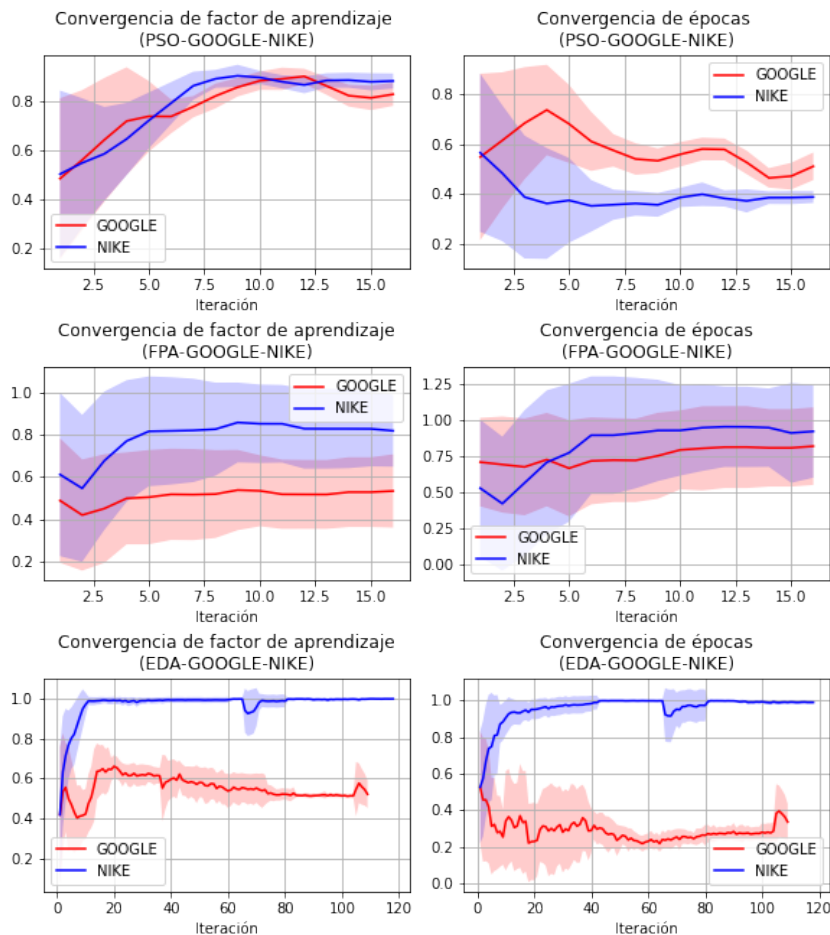 Convergencia de factor de aprendizaje
(PSO-GOOGLE-NIKE)
0.8
0.6
0.4
0.2
GOOGLE
NIKE
2.5 5.0 7.5 10.0 12.5 15.0
Iteración
Convergencia de épocas
(PSO-GOOGLE-NIKE)
GOOGLE
NIKE
0.8
0.6
0.4
0.2
2.5 5.0 7.5 10.0 12.5 15.0
Iteración
Convergencia de factor de aprendizaje
(FPA-GOOGLE-NIKE)
GOOGLE
NIKE
1.0
0.8
0.6
0.4
0.2
2.5 5.0 7.5 10.0 12.5 15.0
Iteración
Convergencia de épocas
(FPA-GOOGLE-NIKE)
1.25
1.00
0.75
0.50
0.25
0.00
GOOGLE
NIKE
2.5 5.0 7.5 10.0 12.5 15.0
Iteración
Convergencia de factor de aprendizaje
(EDA-GOOGLE-NIKE)
1.0
0.8
0.6
0.4
0.2
GOOGLE
NIKE
0 20 40 60 80 100 120
Iteración
Convergencia de épocas
(EDA-GOOGLE-NIKE)
1.0
0.8
0.6
0.4
0.2
0.0
GOOGLE
NIKE
0 20 40 60 80 100 120
Iteración